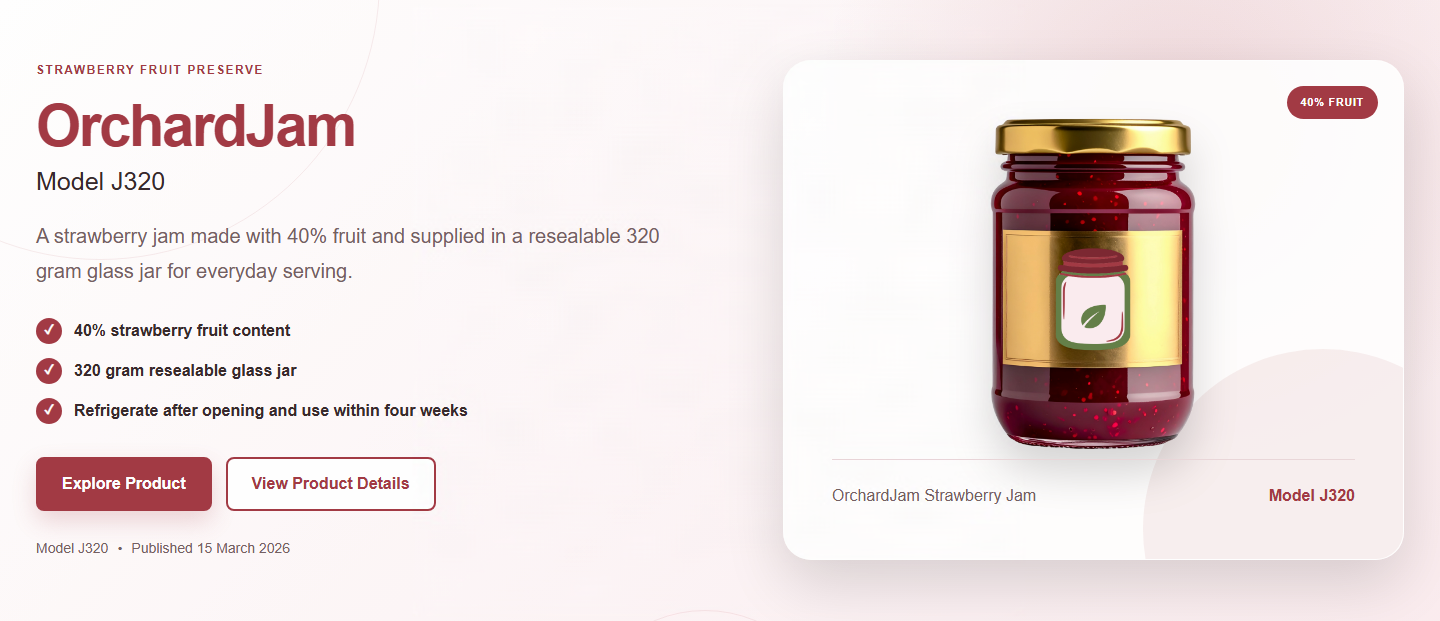 STRAWBERRY FRUIT PRESERVE
OrchardJam
Model J320
A strawberry jam made with 40% fruit and supplied in a resealable 320
gram glass jar for everyday serving.
40% strawberry fruit content
320 gram resealable glass jar
Refrigerate after opening and use within four weeks
Explore Product
View Product Details
Model J320 • Published 15 March 2026
40% FRUIT
OrchardJam Strawberry Jam
Model J320